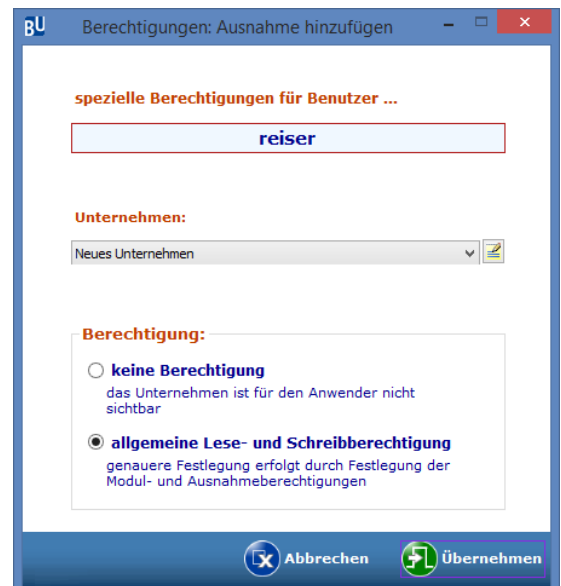 BU Berechtigungen: Ausnahme hinzufügen
spezielle Berechtigungen für Benutzer ...
reiser
Unternehmen:
Neues Unternehmen
Berechtigung:
keine Berechtigung
das Unternehmen ist für den Anwender nicht
sichtbar
allgemeine Lese- und Schreibberechtigung
genauere Festlegung erfolgt durch Festlegung der
Modul- und Ausnahmeberechtigungen
Abbrechen Übernehmen